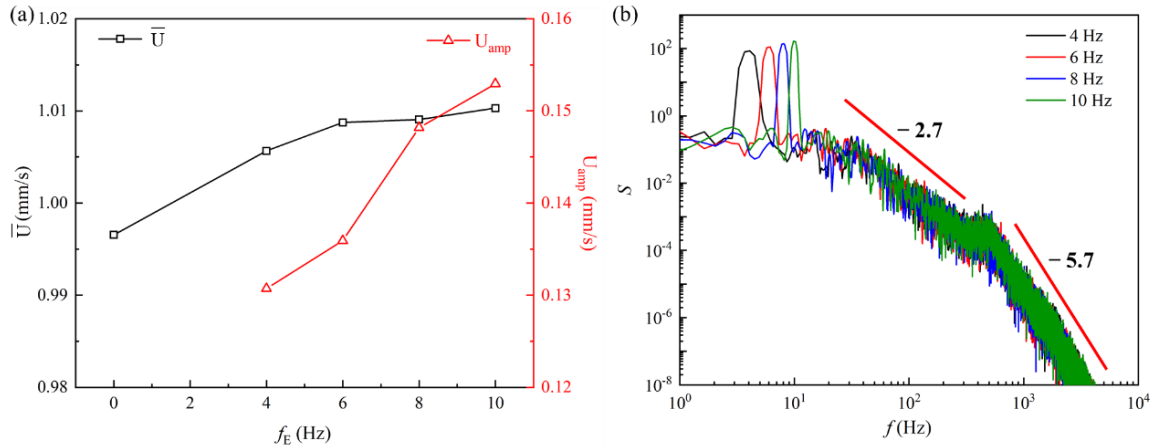 (a)
1.02
1.01
1.00
0.99
0.98
U̅ (mm/s)
U̅
U_amp
0.16
0.15
0.14
0.13
0.12
U_amp (mm/s)
0 2 4 6 8 10
f_E (Hz)
(b)
10^2
10^0
10^-2
10^-4
10^-6
10^-8
S
4 Hz
6 Hz
8 Hz
10 Hz
− 2.7
− 5.7
10^0 10^1 10^2 10^3 10^4
f (Hz)